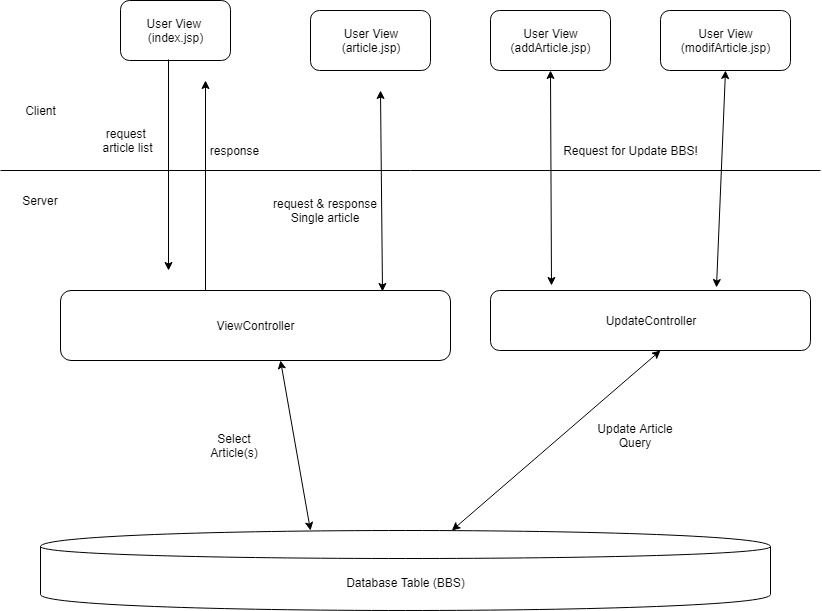 User View
(index.jsp)
User View
(article.jsp)
User View
(addArticle.jsp)
User View
(modifArticle.jsp)
Client
request
article list
response
Request for Update BBS!
Server
request & response
Single article
ViewController
UpdateController
Select
Article(s)
Update Article
Query
Database Table (BBS)